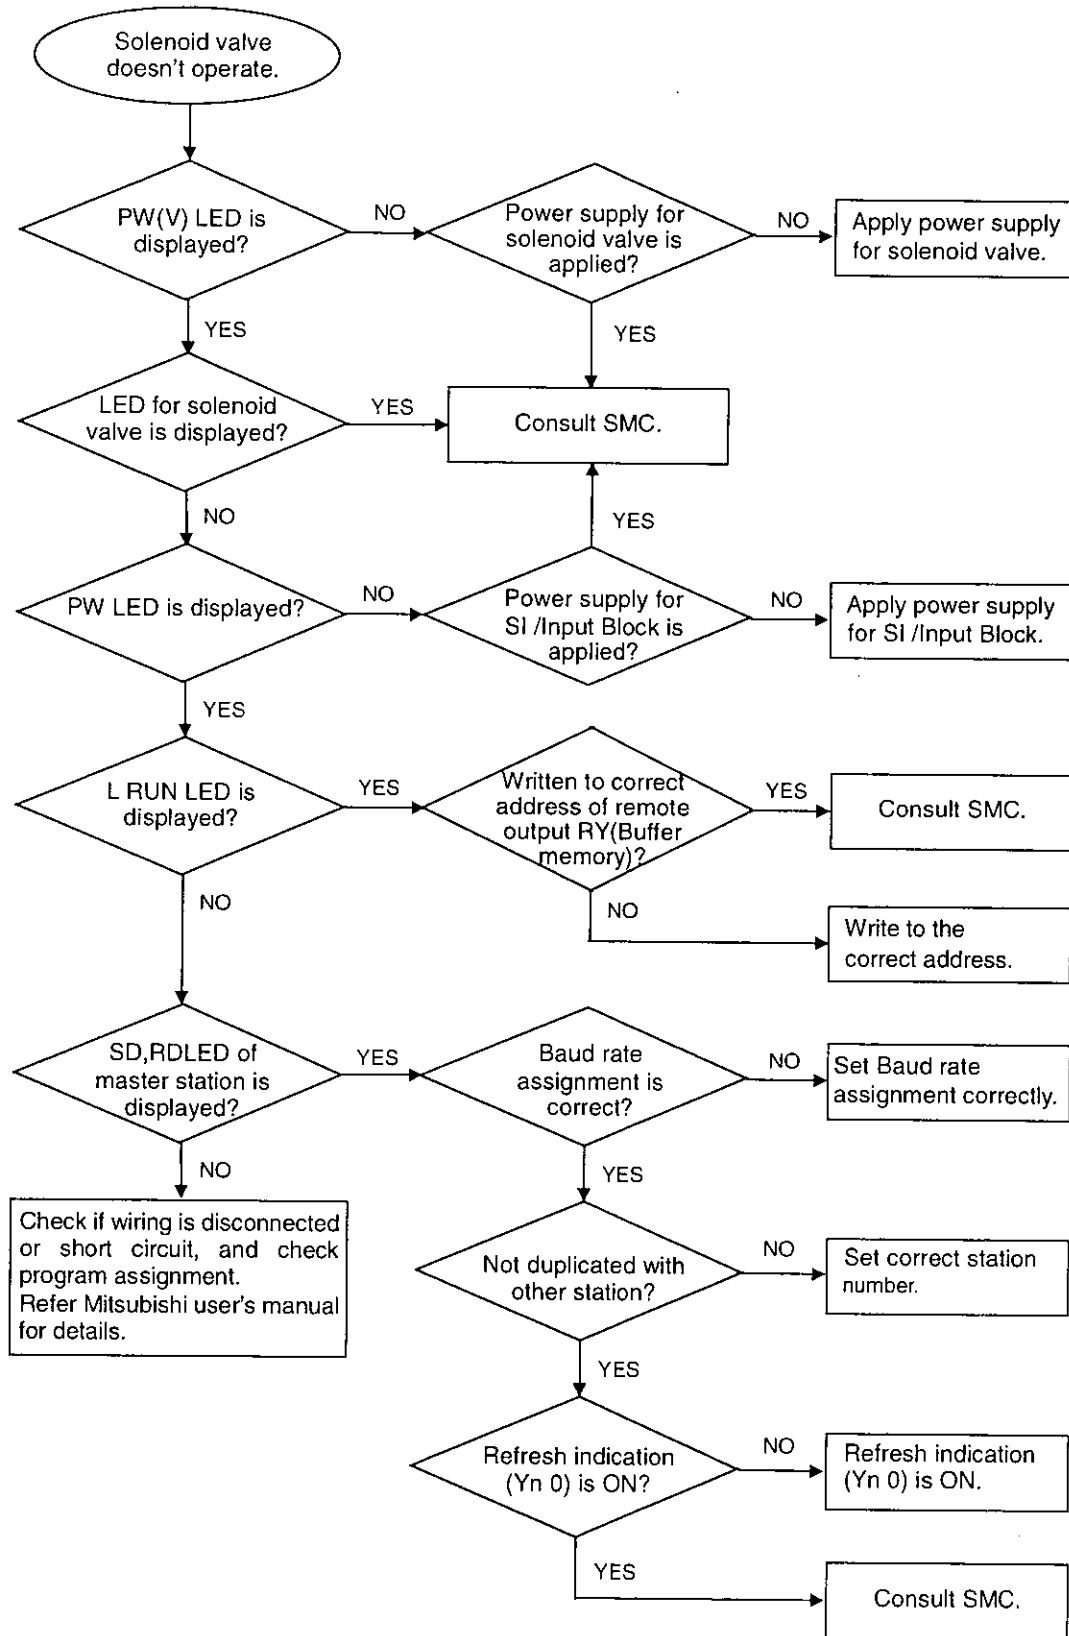 Solenoid valve
doesn't operate.
PW(V) LED is
displayed?
NO
Power supply for
solenoid valve is
applied?
NO
Apply power supply
for solenoid valve.
YES
YES
LED for solenoid
valve is displayed?
YES
Consult SMC.
NO
YES
PW LED is displayed?
NO
Power supply for
SI /Input Block is
applied?
NO
Apply power supply
for SI /Input Block.
YES
L RUN LED is
displayed?
YES
Written to correct
address of remote
output RY(Buffer
memory)?
YES
Consult SMC.
NO
NO
Write to the
correct address.
SD,RDLED of
master station is
displayed?
YES
Baud rate
assignment is
correct?
NO
Set Baud rate
assignment correctly.
NO
YES
Check if wiring is disconnected
or short circuit, and check
program assignment.
Refer Mitsubishi user's manual
for details.
Not duplicated with
other station?
NO
Set correct station
number.
YES
Refresh indication
(Yn 0) is ON?
NO
Refresh indication
(Yn 0) is ON.
YES
Consult SMC.